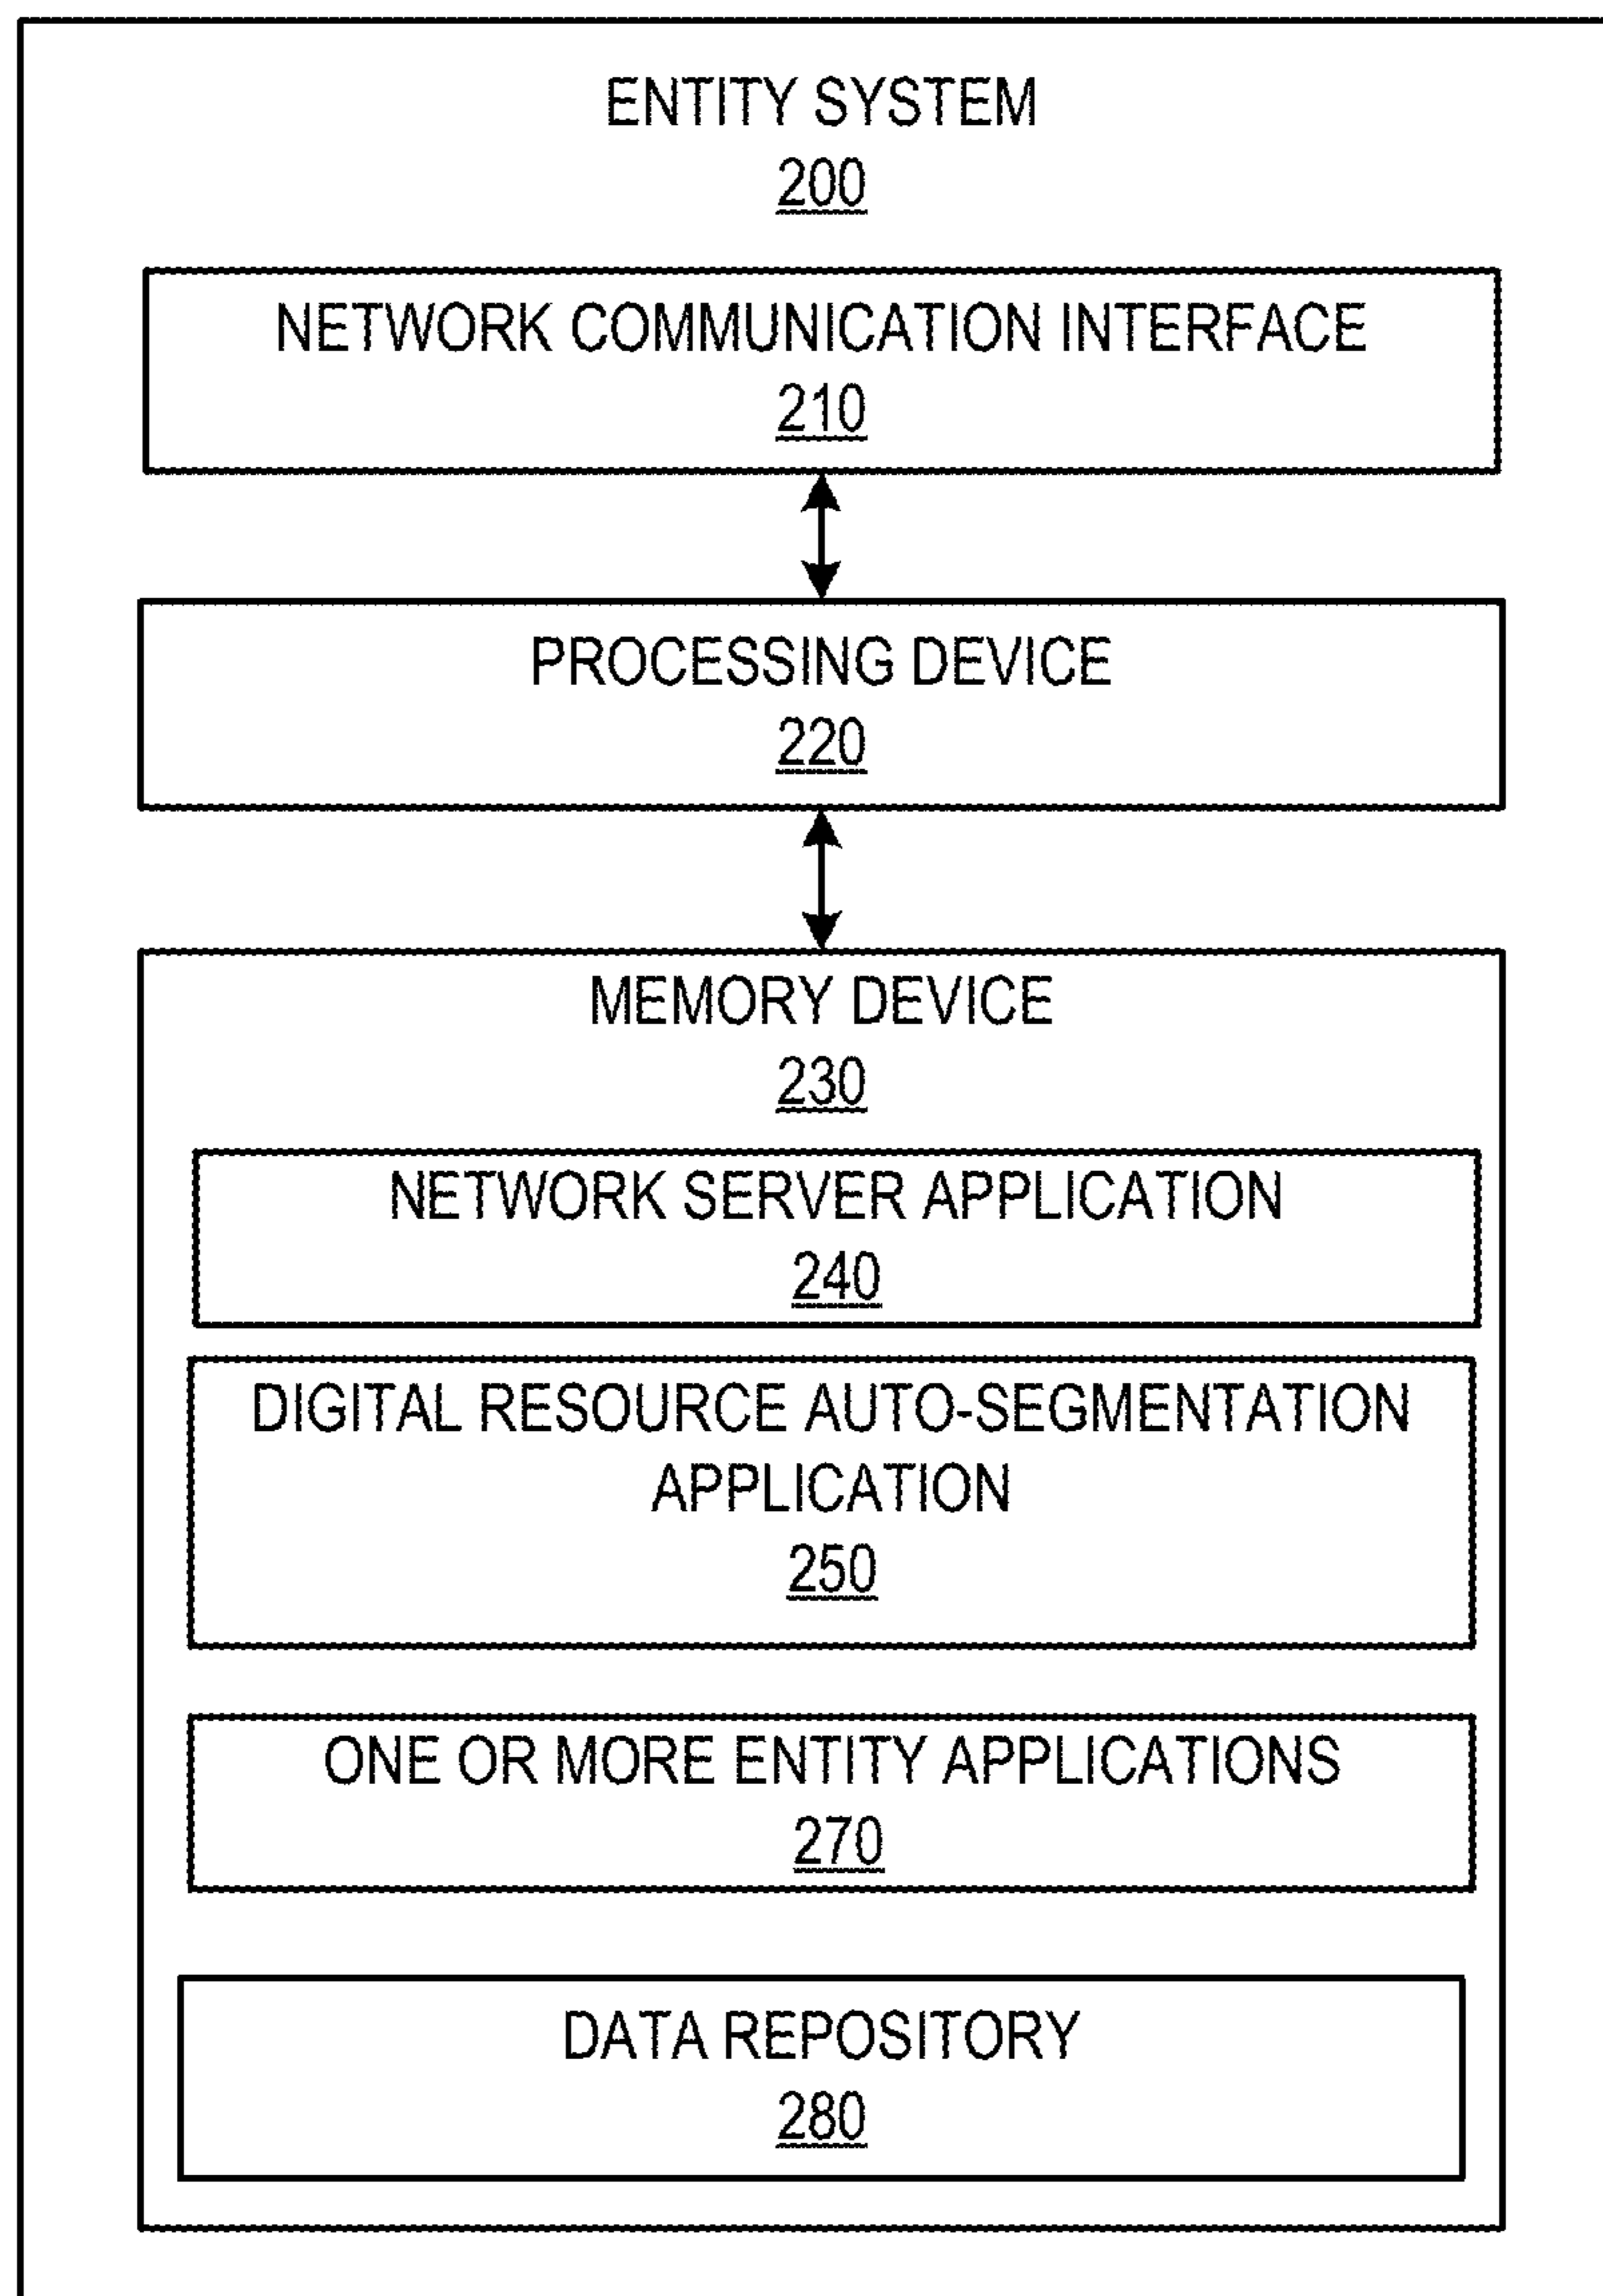 ENTITY SYSTEM
200
NETWORK COMMUNICATION INTERFACE
210
PROCESSING DEVICE
220
MEMORY DEVICE
230
NETWORK SERVER APPLICATION
240
DIGITAL RESOURCE AUTO-SEGMENTATION
APPLICATION
250
ONE OR MORE ENTITY APPLICATIONS
270
DATA REPOSITORY
280